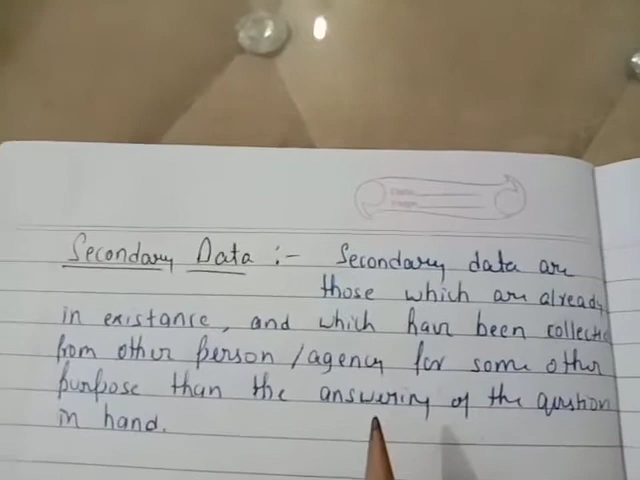 Secondary Data :- Secondary data are
those which are already
in existance, and which have been collecte
from other person /agency for some other
purpose than the answering of the question
in hand.